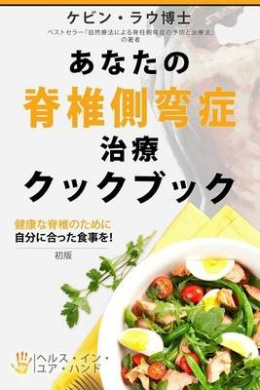 ケビン・ラウ博士
ベストセラー「自然療法による脊柱側弯症の予防と治療法」
の著者
あなたの
脊椎側弯症
治療
クックブック
健康な脊椎のために
自分に合った食事を!
初版
ヘルス・イン・
ユア・ハンド